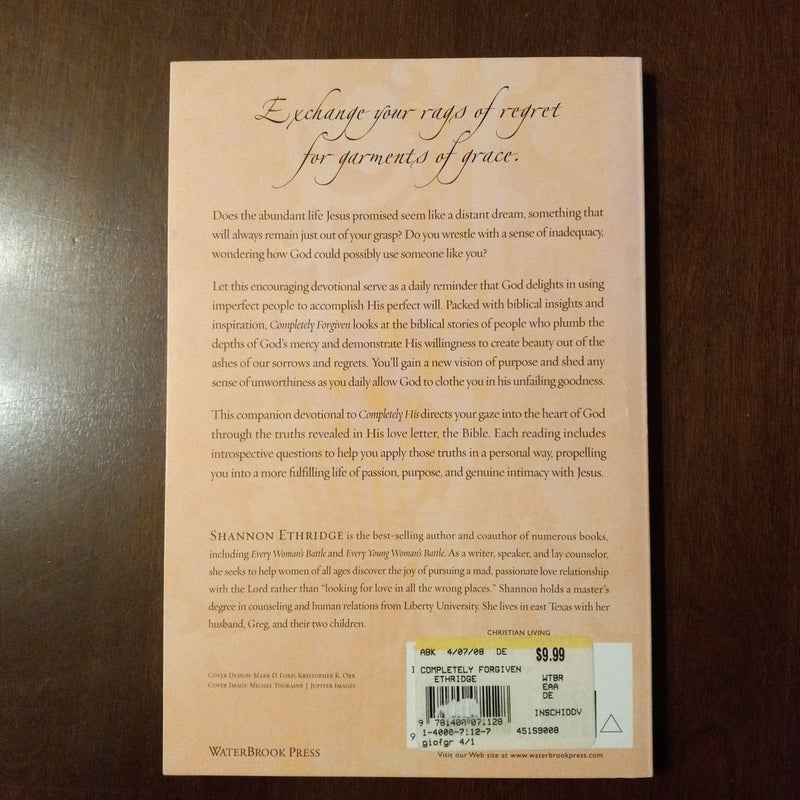 Exchange your rags of regret
for garments of grace.
Does the abundant life Jesus promised seem like a distant dream, something that
will always remain just out of your grasp? Do you wrestle with a sense of inadequacy,
wondering how God could possibly use someone like you?
Let this encouraging devotional serve as a daily reminder that God delights in using
imperfect people to accomplish His perfect will. Packed with biblical insights and
inspiration, Completely Forgiven looks at the biblical stories of people who plumb the
depths of God's mercy and demonstrate His willingness to create beauty out of the
ashes of our sorrows and regrets. You'll gain a new vision of purpose and shed any
sense of unworthiness as you daily allow God to clothe you in his unfailing goodness.
This companion devotional to Completely His directs your gaze into the heart of God
through the truths revealed in His love letter, the Bible. Each reading includes
introspective questions to help you apply those truths in a personal way, propelling
you into a more fulfilling life of passion, purpose, and genuine intimacy with Jesus.
SHANNON ETHRIDGE is the best-selling author and coauthor of numerous books,
including Every Woman's Battle and Every Young Woman's Battle. As a writer, speaker, and lay counselor,
she seeks to help women of all ages discover the joy of pursuing a mad, passionate love relationship
with the Lord rather than "looking for love in all the wrong places." Shannon holds a master's
degree in counseling and human relations from Liberty University. She lives in east Texas with her
husband, Greg, and their two children.
CHRISTIAN LIVING
ABK 4/07/08 DE $9.99
COMPLETELY FORGIVEN
ETHRIDGE WTBR
EAA
DE
INSCHIDDV
9 781400 071128
1-4000-7112-7 451S9008
giofgr 4/1
COVER DESIGN: MARK D. FORD; KRISTOPHER K. ORR
COVER IMAGE: MICHEL TOURAINE | JUPITER IMAGES
WATERBROOK PRESS
Visit our Web site at www.waterbrookpress.com